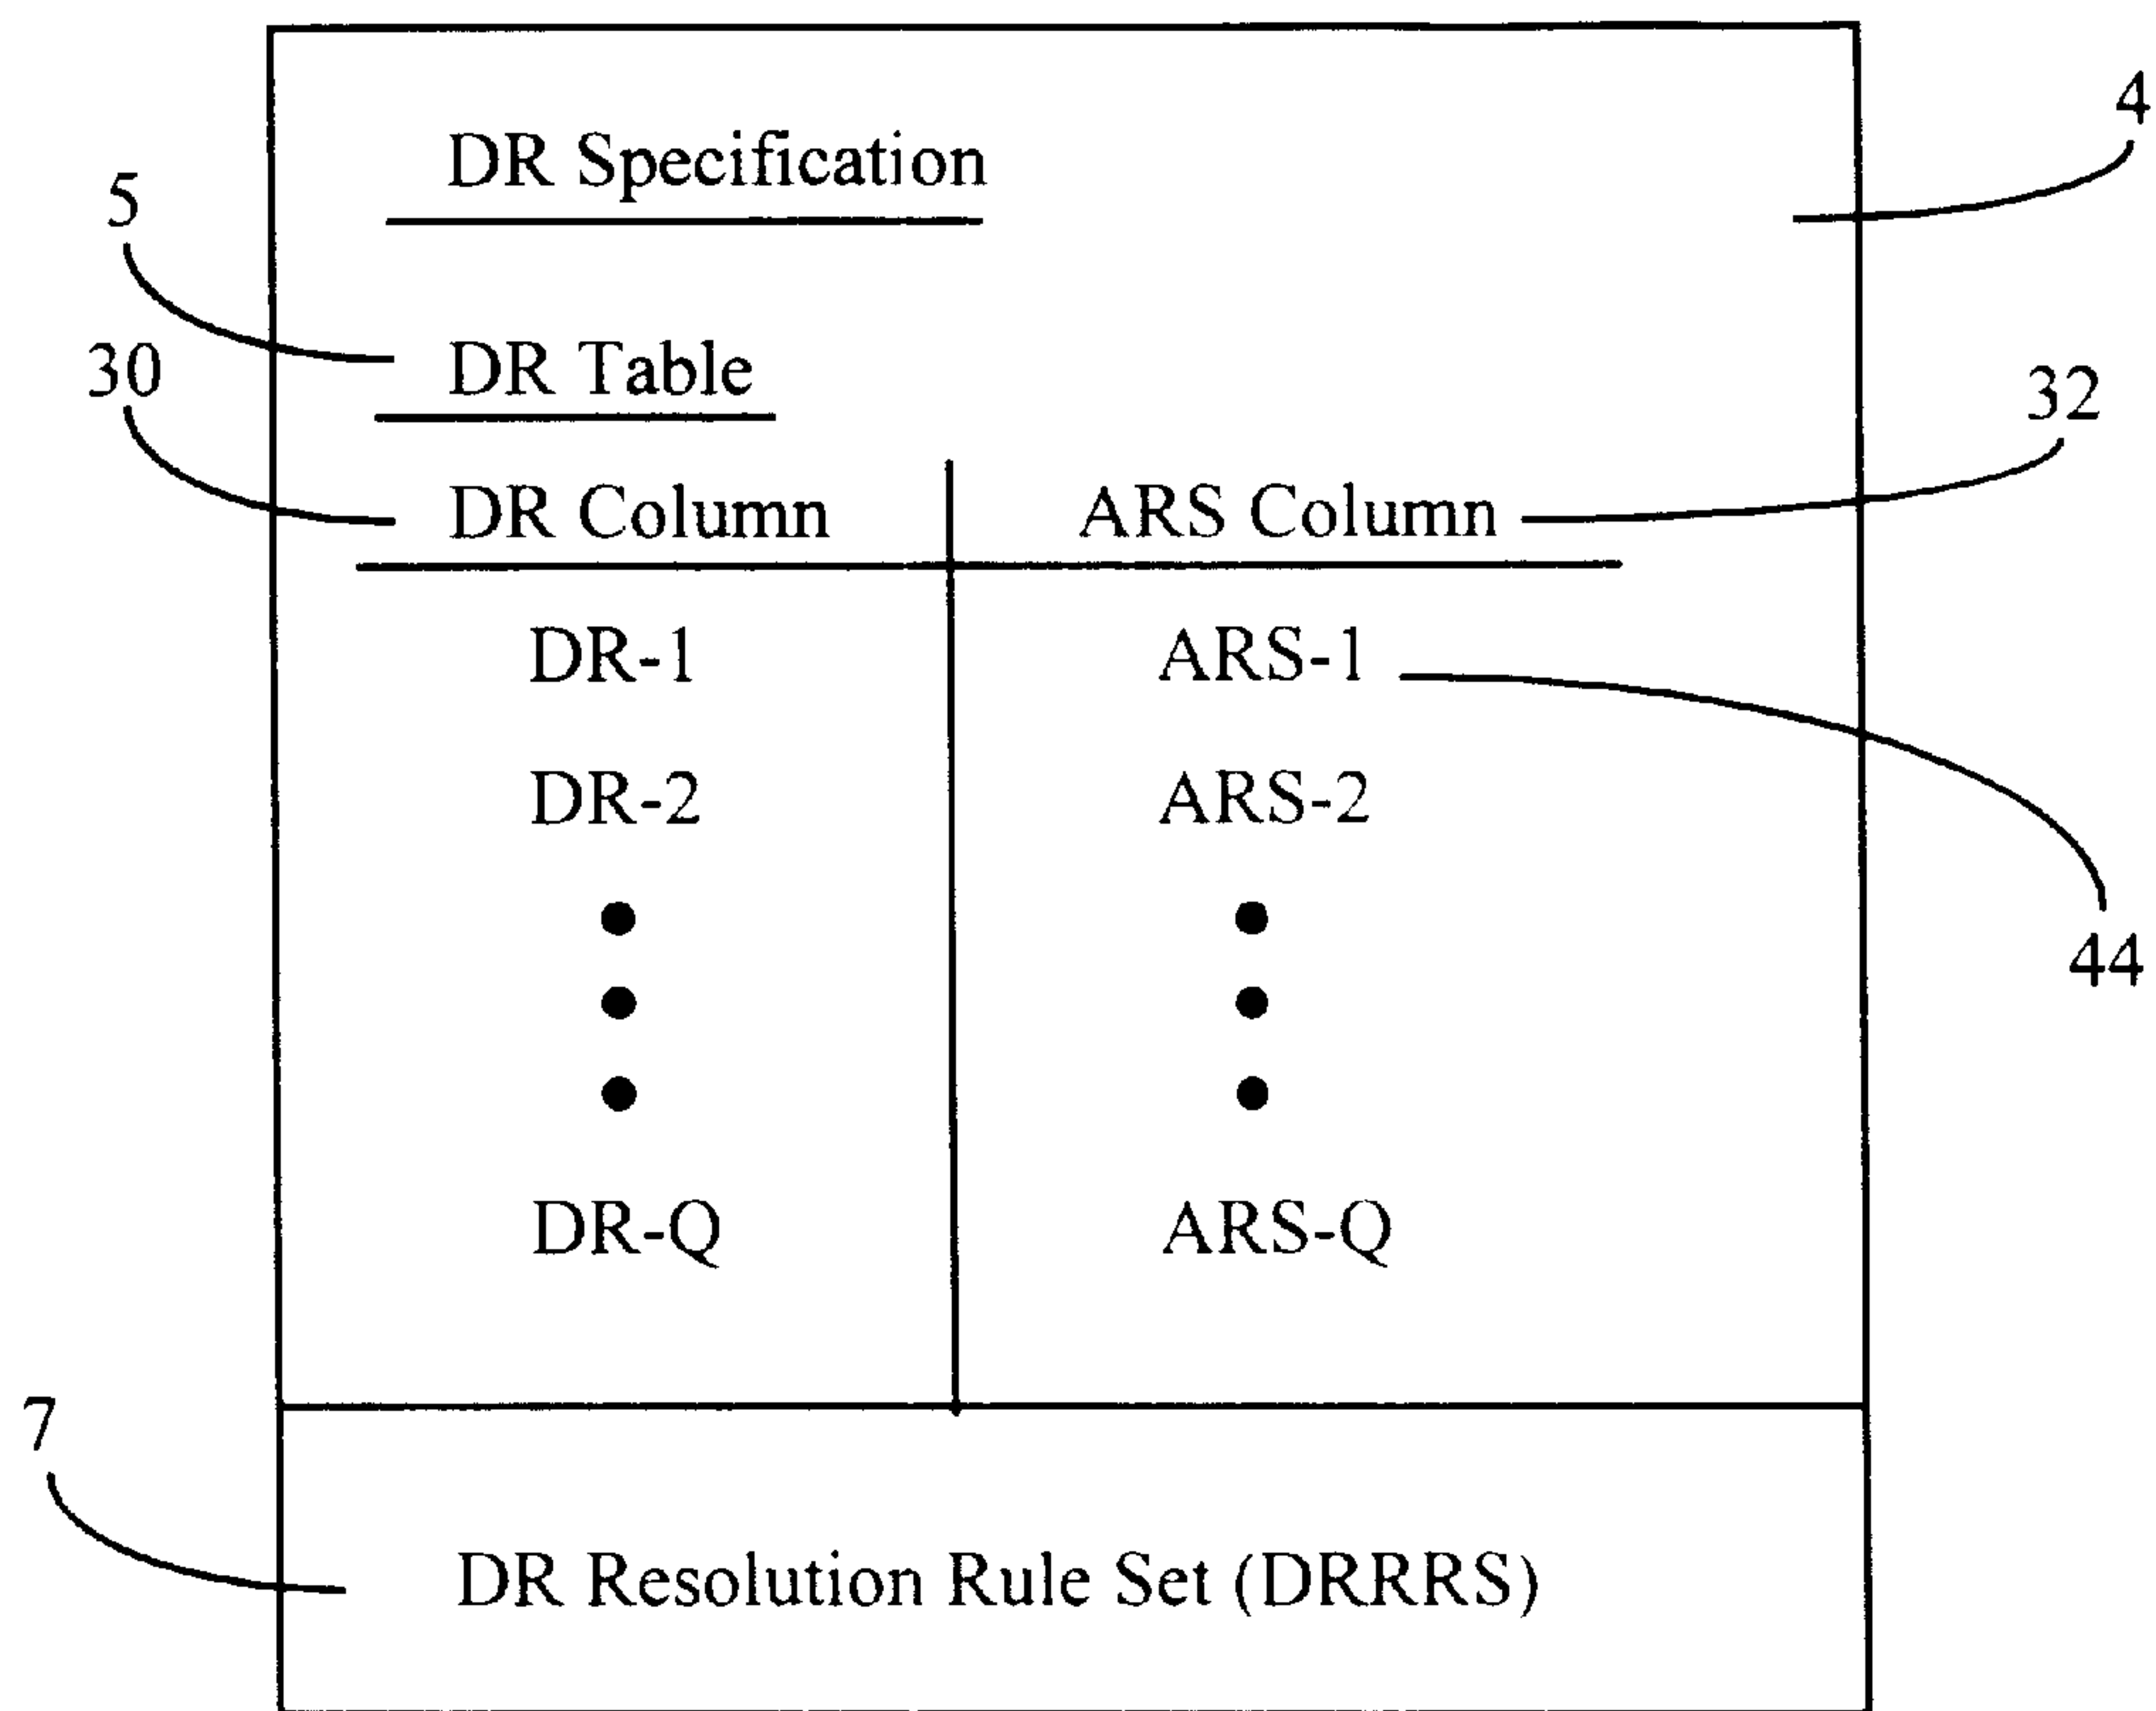 4
DR Specification
5
DR Table
30
32
DR Column ARS Column
DR-1 ARS-1
DR-2 ARS-2
44
DR-Q ARS-Q
7
DR Resolution Rule Set (DRRRS)